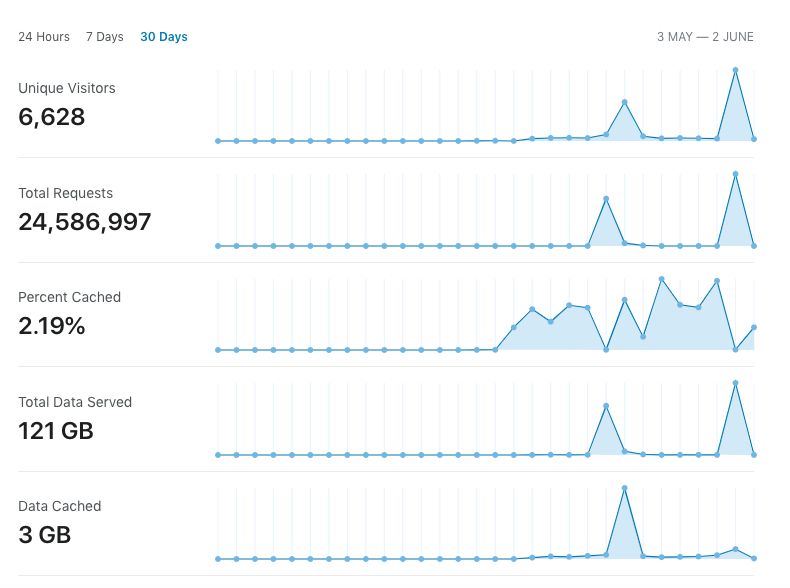 24 Hours 7 Days 30 Days 3 MAY — 2 JUNE
Unique Visitors
6,628
Total Requests
24,586,997
Percent Cached
2.19%
Total Data Served
121 GB
Data Cached
3 GB